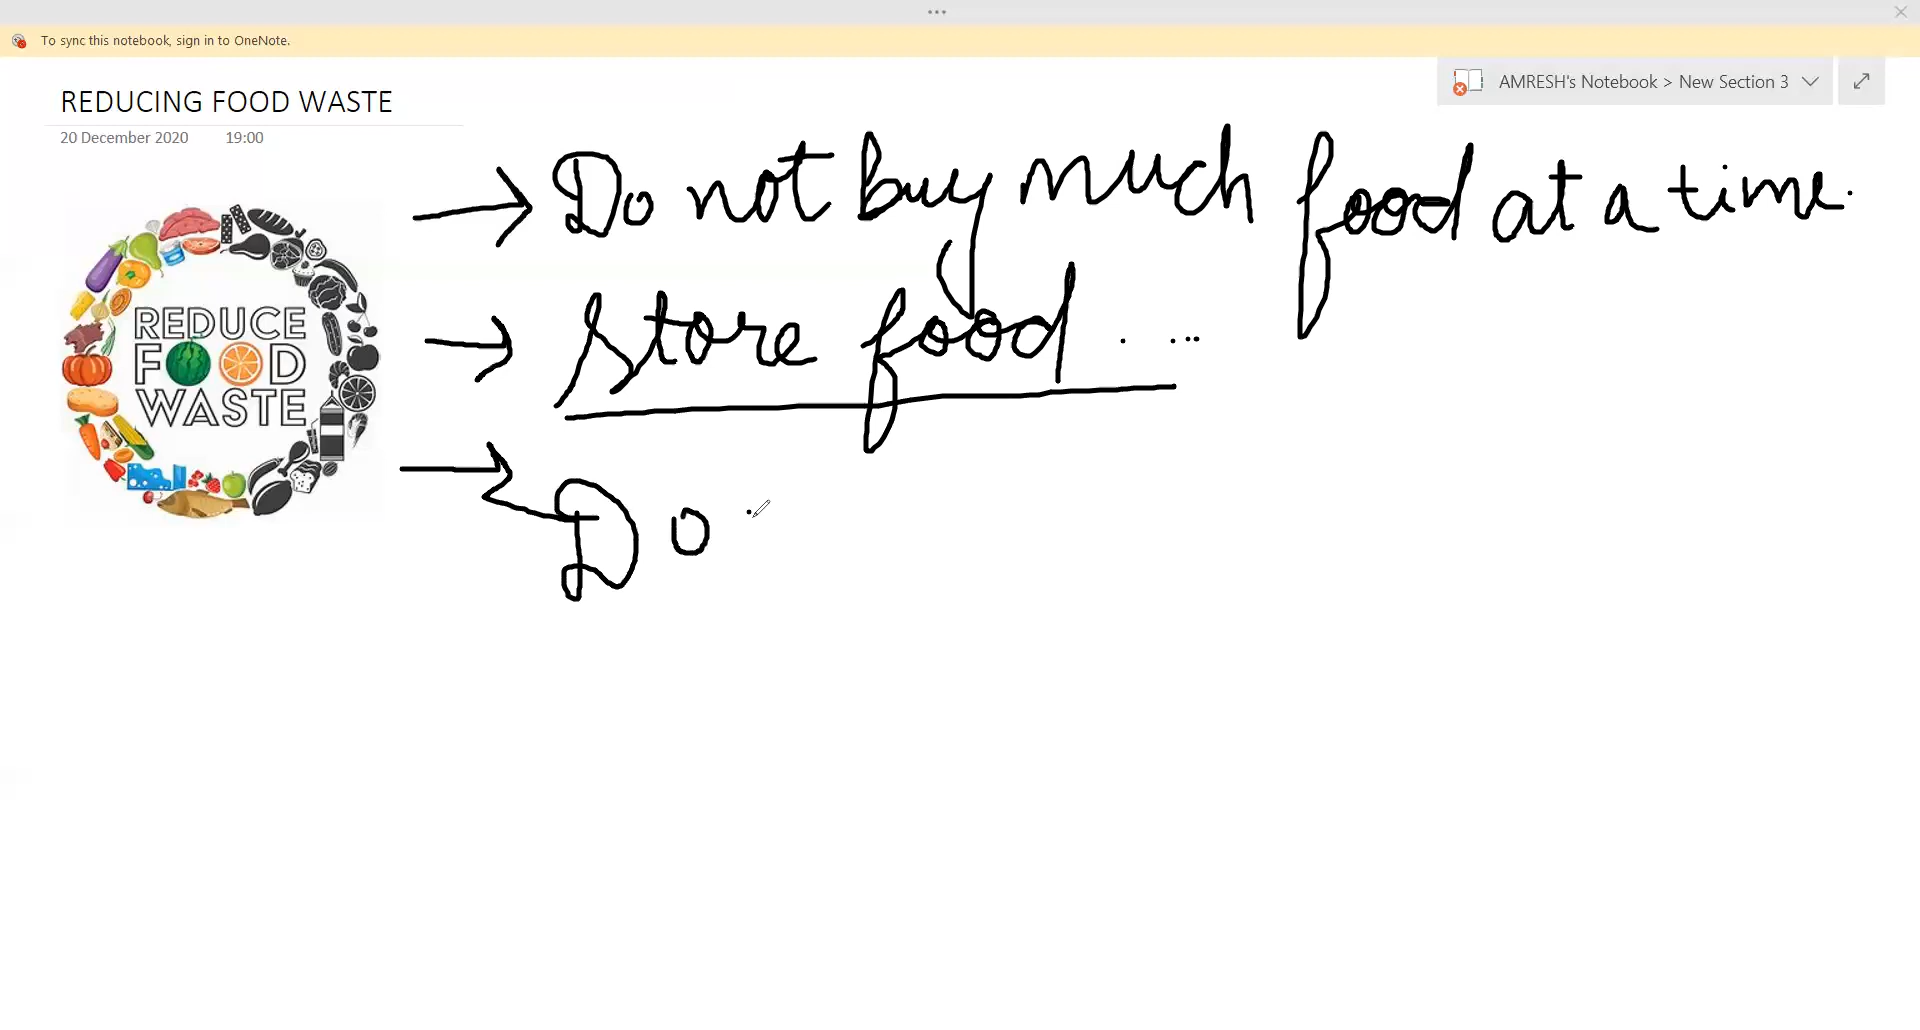 To sync this notebook, sign in to OneNote.
AMRESH's Notebook > New Section 3
REDUCING FOOD WASTE
20 December 2020 19:00
→ Do not buy much food at a time.
REDUCE
FOOD
WASTE
→ Store food . ...
→ Do